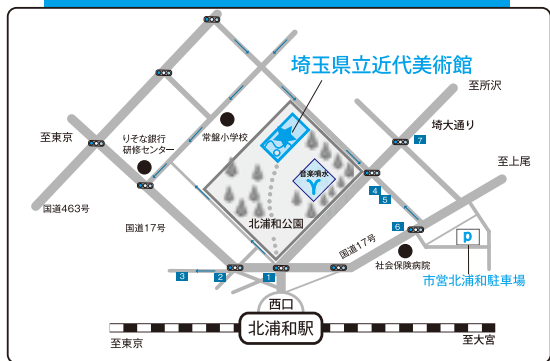 埼玉県立近代美術館
至所沢
埼大通り
常盤小学校
7
至東京
りそな銀行
研修センター
音楽噴水
至上尾
4
5
国道463号
北浦和公園
6
P
国道17号
国道17号
社会保険病院
市営北浦和駐車場
3
2
1
西口
北浦和駅
至東京
至大宮